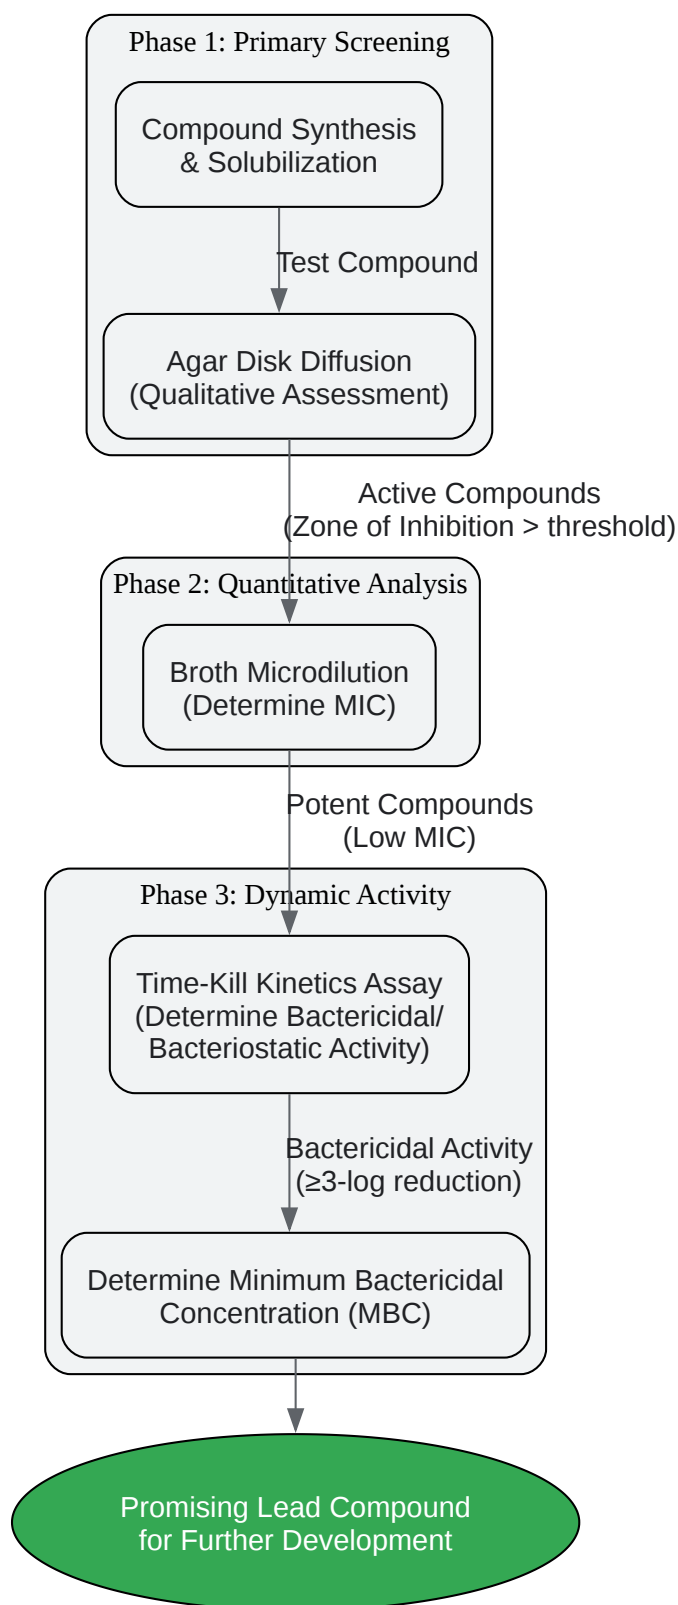 Phase 1: Primary Screening
Compound Synthesis
& Solubilization
Test Compound
Agar Disk Diffusion
(Qualitative Assessment)
Active Compounds
(Zone of Inhibition > threshold)
Phase 2: Quantitative Analysis
Broth Microdilution
(Determine MIC)
Potent Compounds
(Low MIC)
Phase 3: Dynamic Activity
Time-Kill Kinetics Assay
(Determine Bactericidal/
Bacteriostatic Activity)
Bactericidal Activity
(≥3-log reduction)
Determine Minimum Bactericidal
Concentration (MBC)
Promising Lead Compound
for Further Development